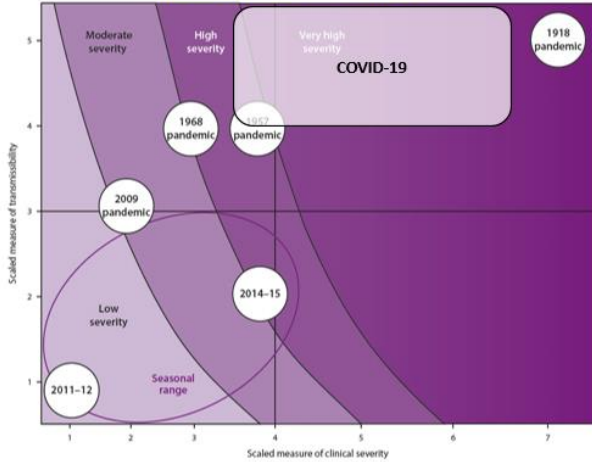 5
4
3
2
1
Scaled measure of transmissibility
Moderate
severity
High
severity
Very high
severity
COVID-19
1918
pandemic
1968
pandemic
1957
pandemic
2009
pandemic
2014–15
Low
severity
Seasonal
range
2011–12
1 2 3 4 5 6 7
Scaled measure of clinical severity